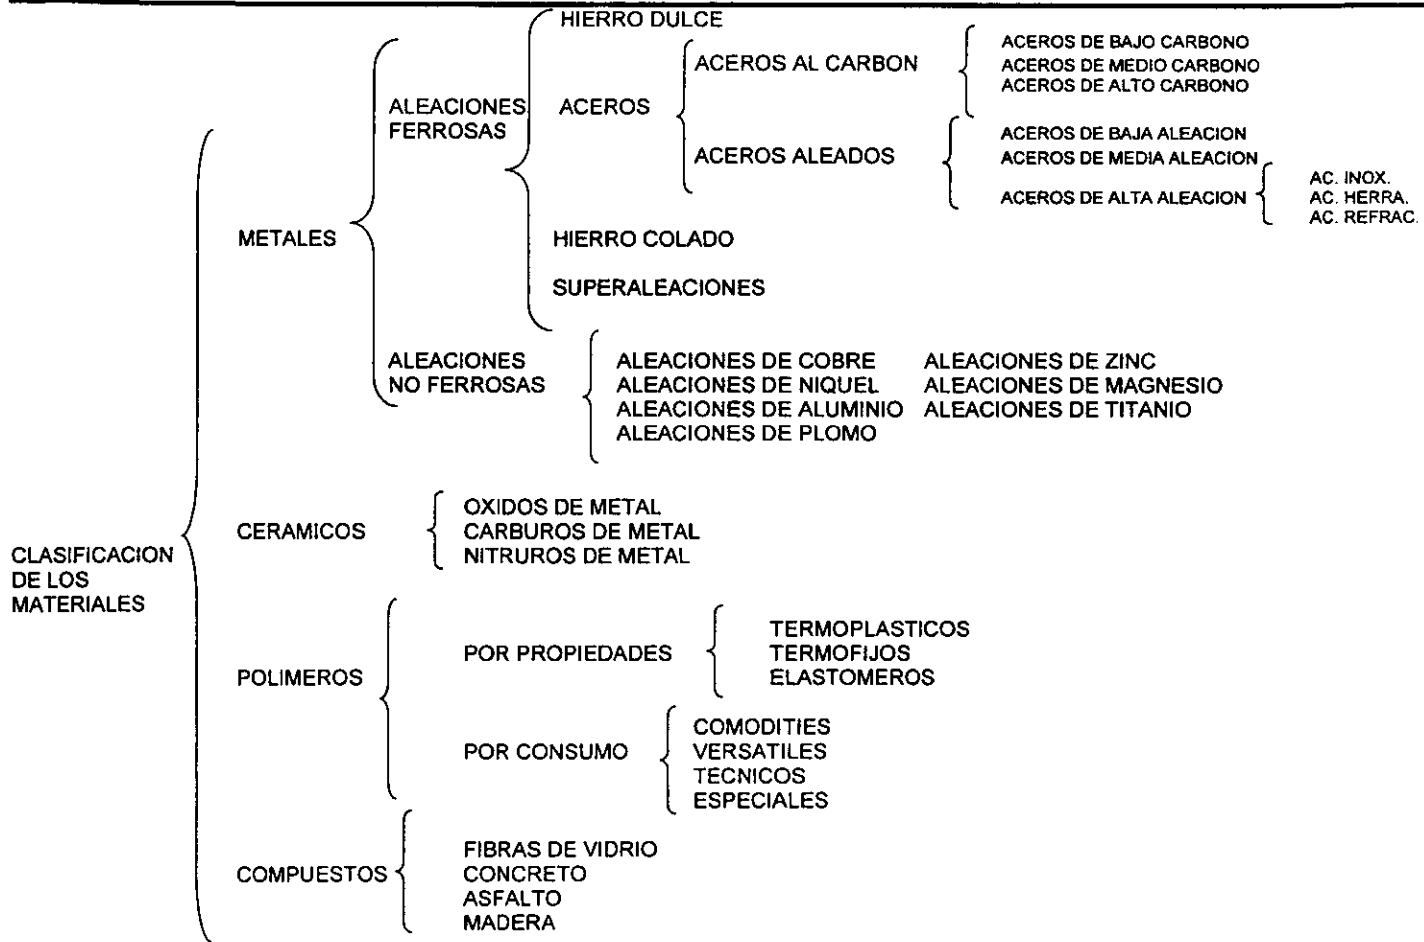 HIERRO DULCE
ACEROS AL CARBON
ACEROS DE BAJO CARBONO
ACEROS DE MEDIO CARBONO
ACEROS DE ALTO CARBONO
ALEACIONES
FERROSAS
ACEROS
ACEROS ALEADOS
ACEROS DE BAJA ALEACION
ACEROS DE MEDIA ALEACION
ACEROS DE ALTA ALEACION
AC. INOX.
AC. HERRA.
AC. REFRAC.
METALES
HIERRO COLADO
SUPERALEACIONES
ALEACIONES
NO FERROSAS
ALEACIONES DE COBRE ALEACIONES DE ZINC
ALEACIONES DE NIQUEL ALEACIONES DE MAGNESIO
ALEACIONES DE ALUMINIO ALEACIONES DE TITANIO
ALEACIONES DE PLOMO
CERAMICOS
OXIDOS DE METAL
CARBUROS DE METAL
NITRUROS DE METAL
CLASIFICACION
DE LOS
MATERIALES
POLIMEROS
POR PROPIEDADES
TERMOPLASTICOS
TERMOFIJOS
ELASTOMEROS
POR CONSUMO
COMODITIES
VERSATILES
TECNICOS
ESPECIALES
COMPUESTOS
FIBRAS DE VIDRIO
CONCRETO
ASFALTO
MADERA